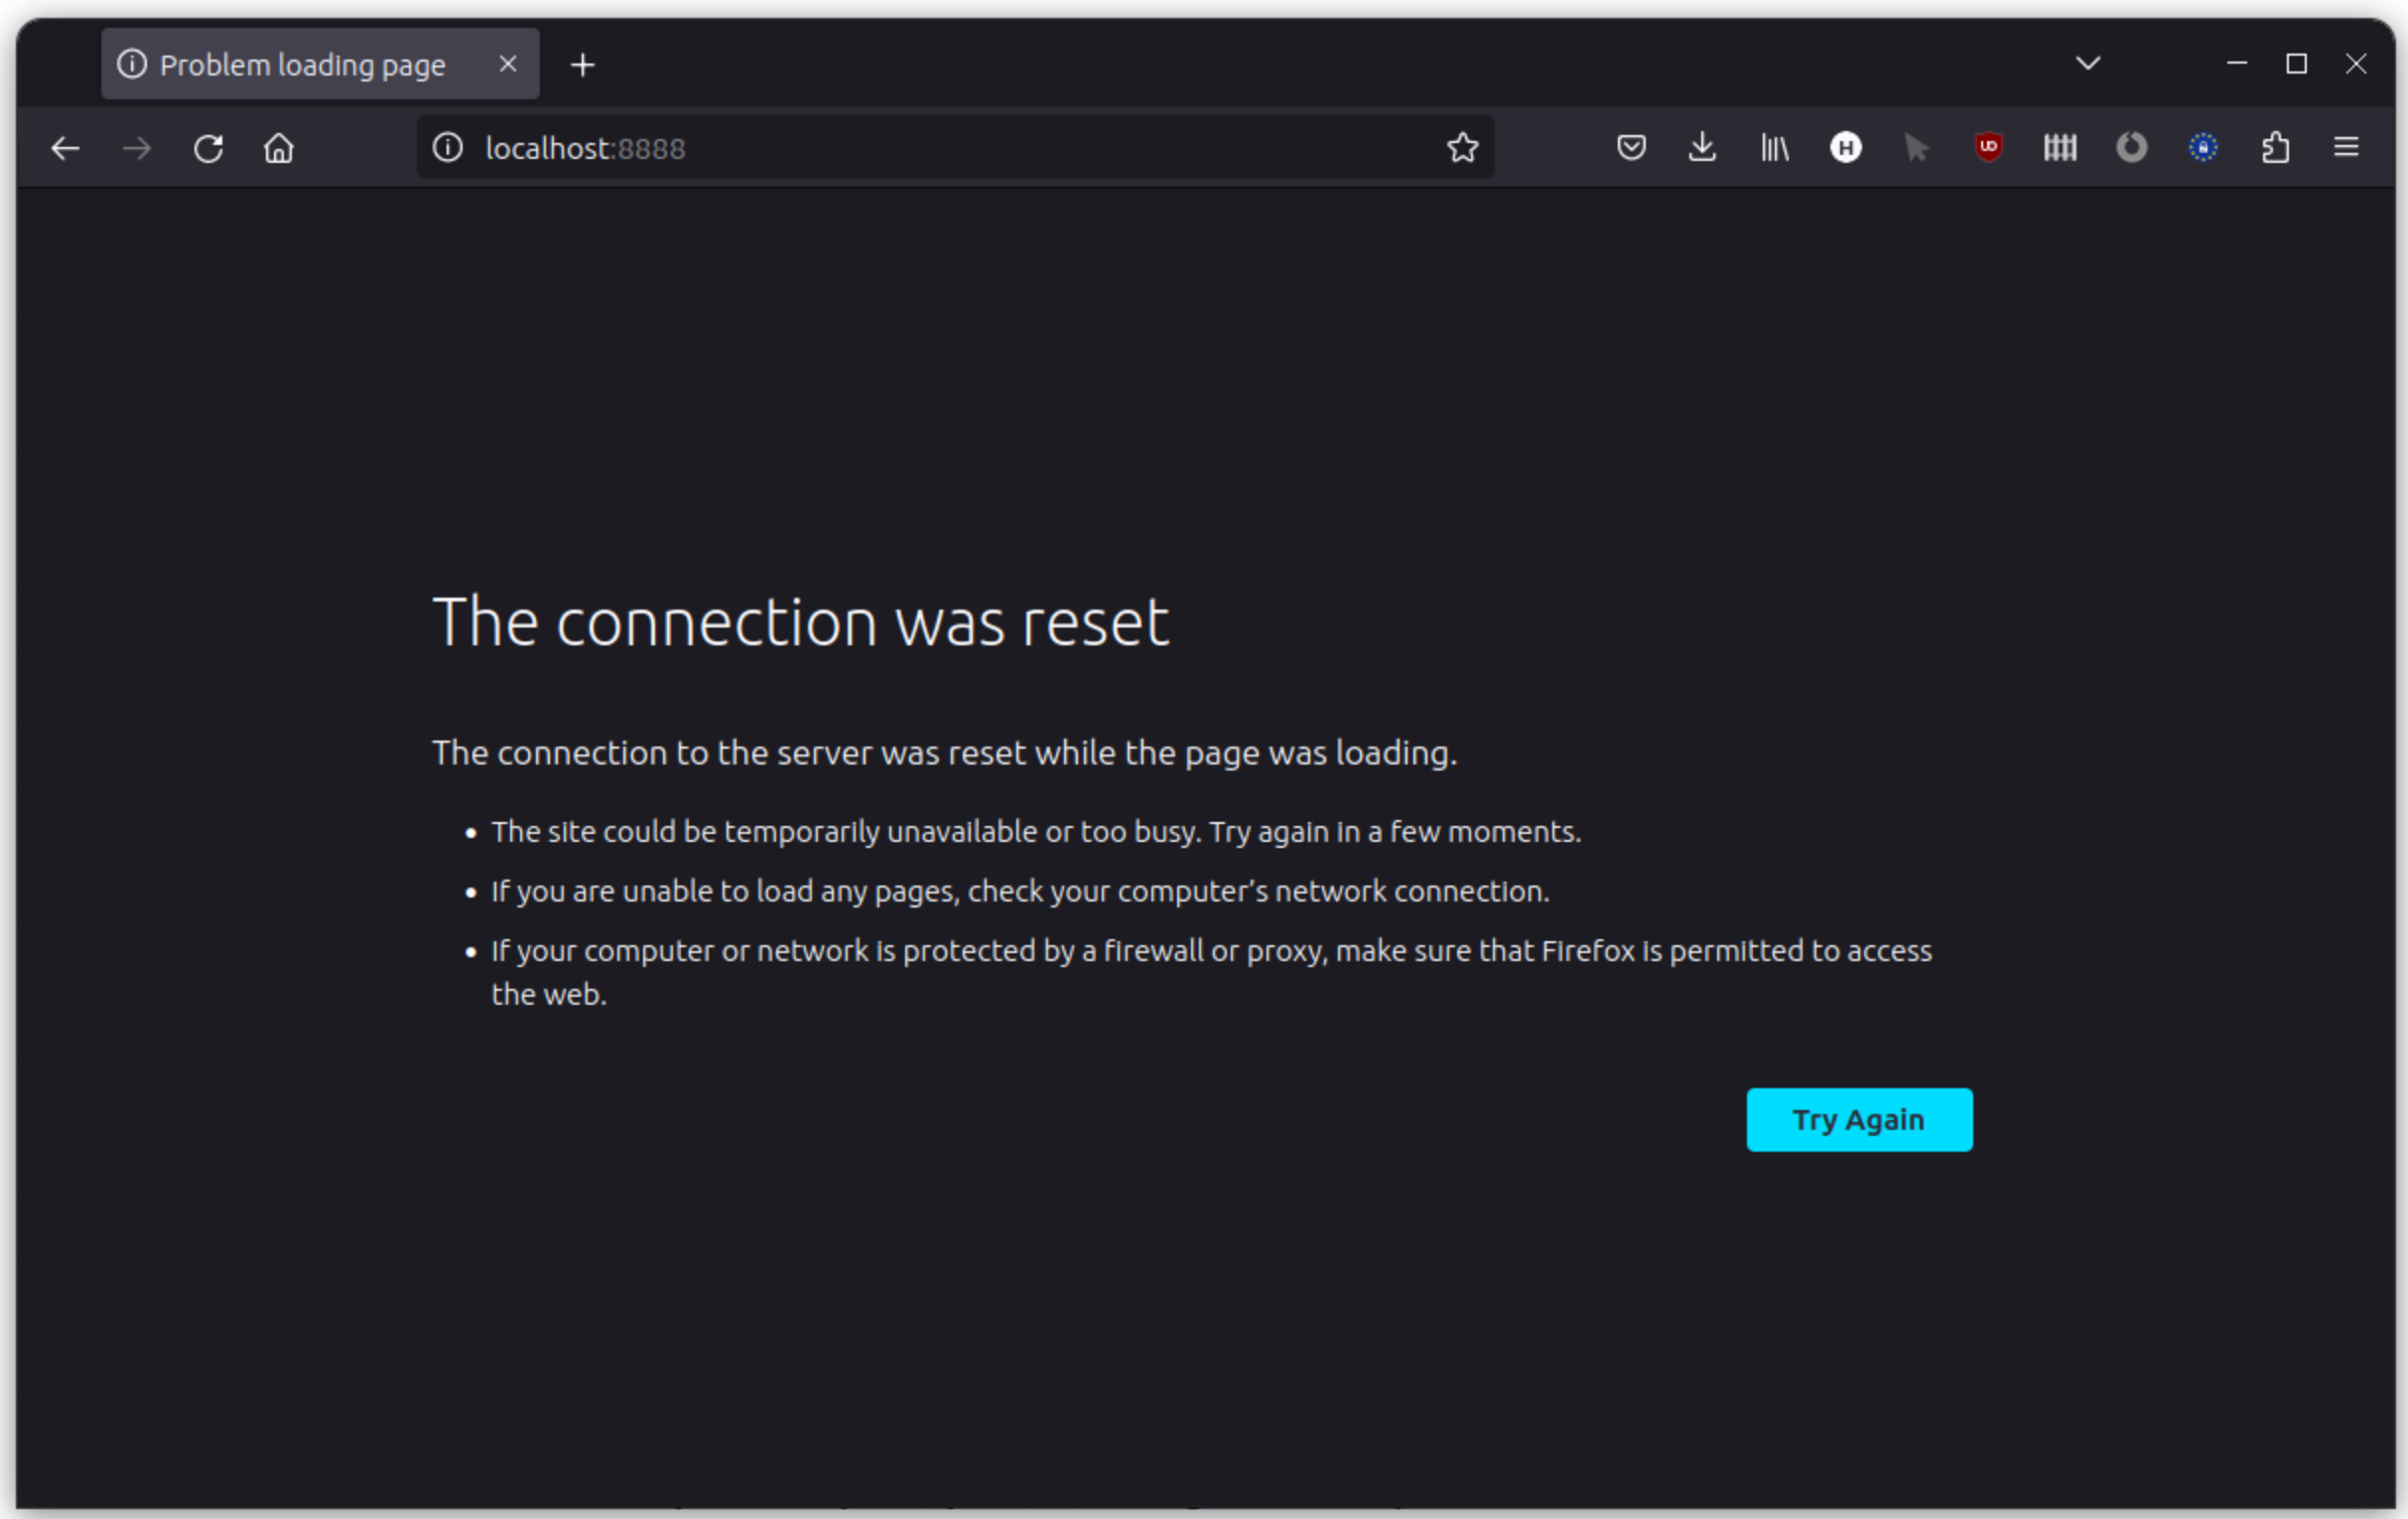 Problem loading page
localhost:8888
The connection was reset
The connection to the server was reset while the page was loading.
• The site could be temporarily unavailable or too busy. Try again in a few moments.
• If you are unable to load any pages, check your computer’s network connection.
• If your computer or network is protected by a firewall or proxy, make sure that Firefox is permitted to access
the web.
Try Again